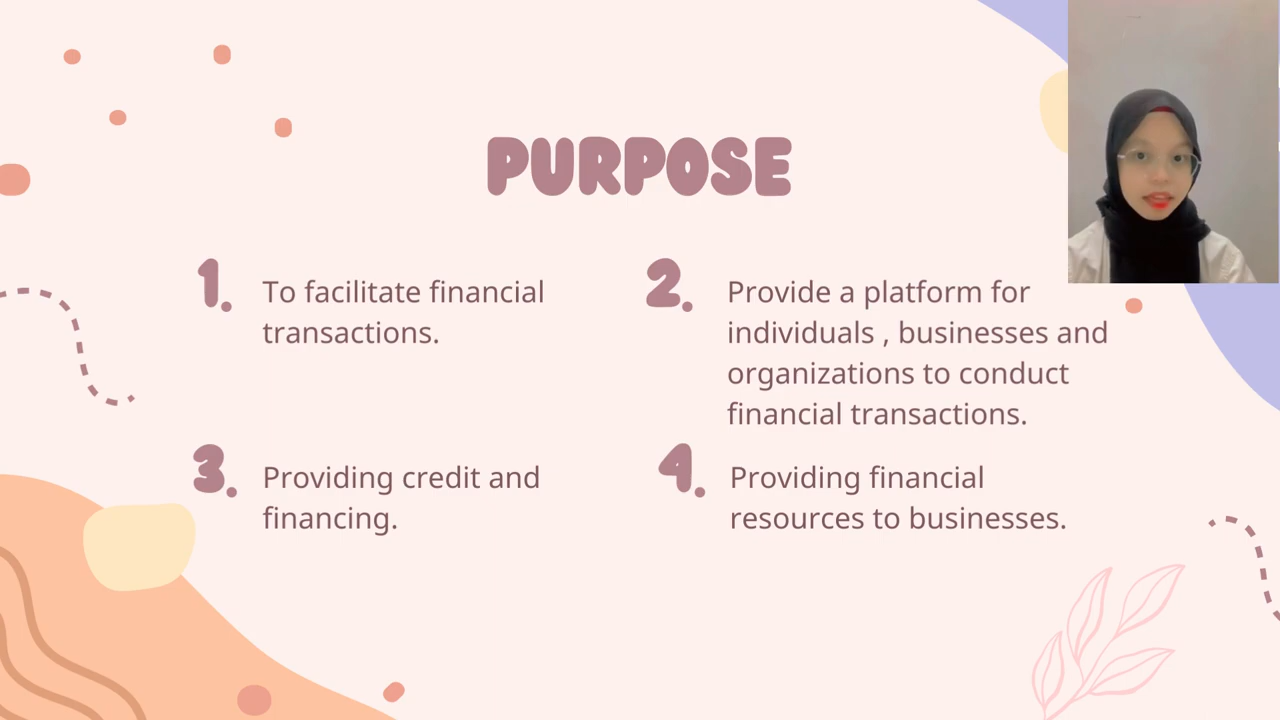 PURPOSE
1. To facilitate financial
transactions.
2. Provide a platform for
individuals , businesses and
organizations to conduct
financial transactions.
3. Providing credit and
financing.
4. Providing financial
resources to businesses.